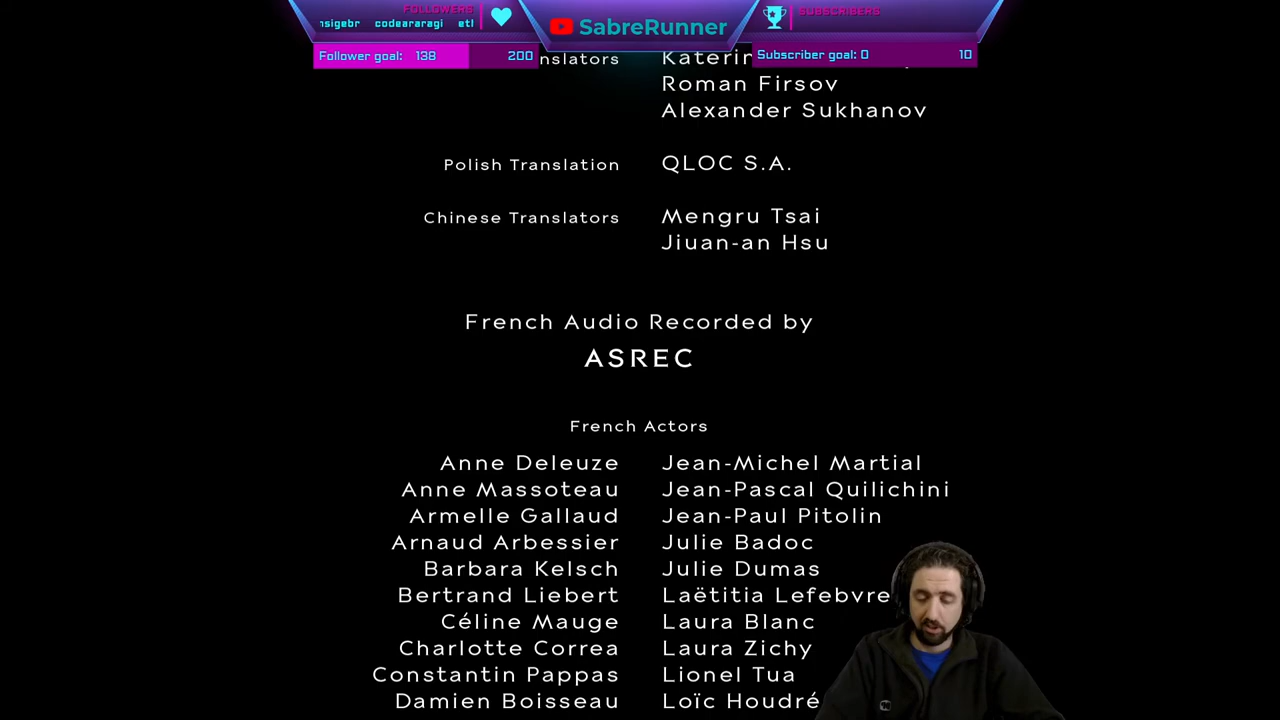 FOLLOWERS
codeararagi
SabreRunner
SUBSCRIBERS
Follower goal: 138 200
Subscriber goal: 0 10
Roman Firsov
Alexander Sukhanov
Polish Translation QLOC S.A.
Chinese Translators Mengru Tsai
Jiuan-an Hsu
French Audio Recorded by
ASREC
French Actors
Anne Deleuze Jean-Michel Martial
Anne Massoteau Jean-Pascal Quilichini
Armelle Gallaud Jean-Paul Pitolin
Arnaud Arbessier Julie Badoc
Barbara Kelsch Julie Dumas
Bertrand Liebert Laëtitia Lefebvre
Céline Mauge Laura Blanc
Charlotte Correa Laura Zichy
Constantin Pappas Lionel Tua
Damien Boisseau Loïc Houdré